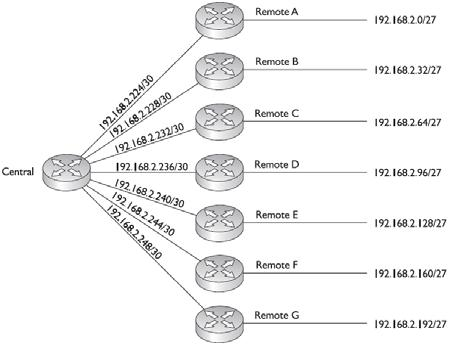 Remote A
192.168.2.0/27
192.168.2.224/30
Remote B
192.168.2.32/27
192.168.2.228/30
Remote C
192.168.2.64/27
192.168.2.232/30
Central
Remote D
192.168.2.96/27
192.168.2.236/30
Remote E
192.168.2.128/27
192.168.2.240/30
Remote F
192.168.2.160/27
192.168.2.244/30
Remote G
192.168.2.192/27
192.168.2.248/30